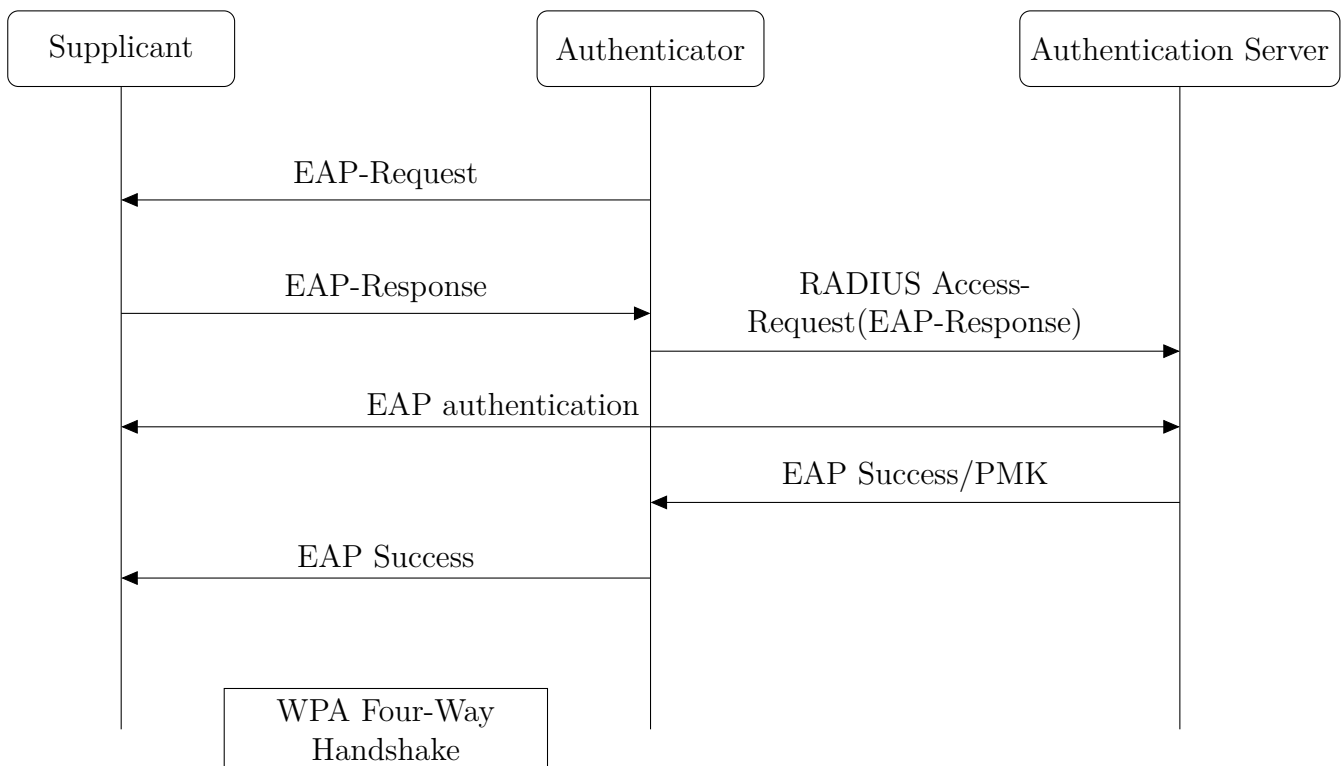 Supplicant
Authenticator
Authentication Server
EAP-Request
EAP-Response
RADIUS Access-
Request(EAP-Response)
EAP authentication
EAP Success/PMK
EAP Success
WPA Four-Way
Handshake